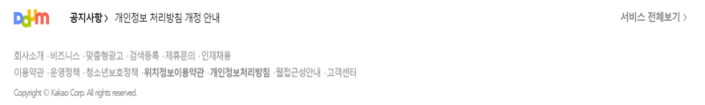 Daum 공지사항 > 개인정보 처리방침 개정 안내 서비스 전체보기 >
회사소개 · 비즈니스 · 맞춤형광고 · 검색등록 · 제휴문의 · 인재채용
이용약관 · 운영정책 · 청소년보호정책 · 위치정보이용약관 · 개인정보처리방침 · 웹접근성안내 · 고객센터
Copyright © Kakao Corp. All rights reserved.